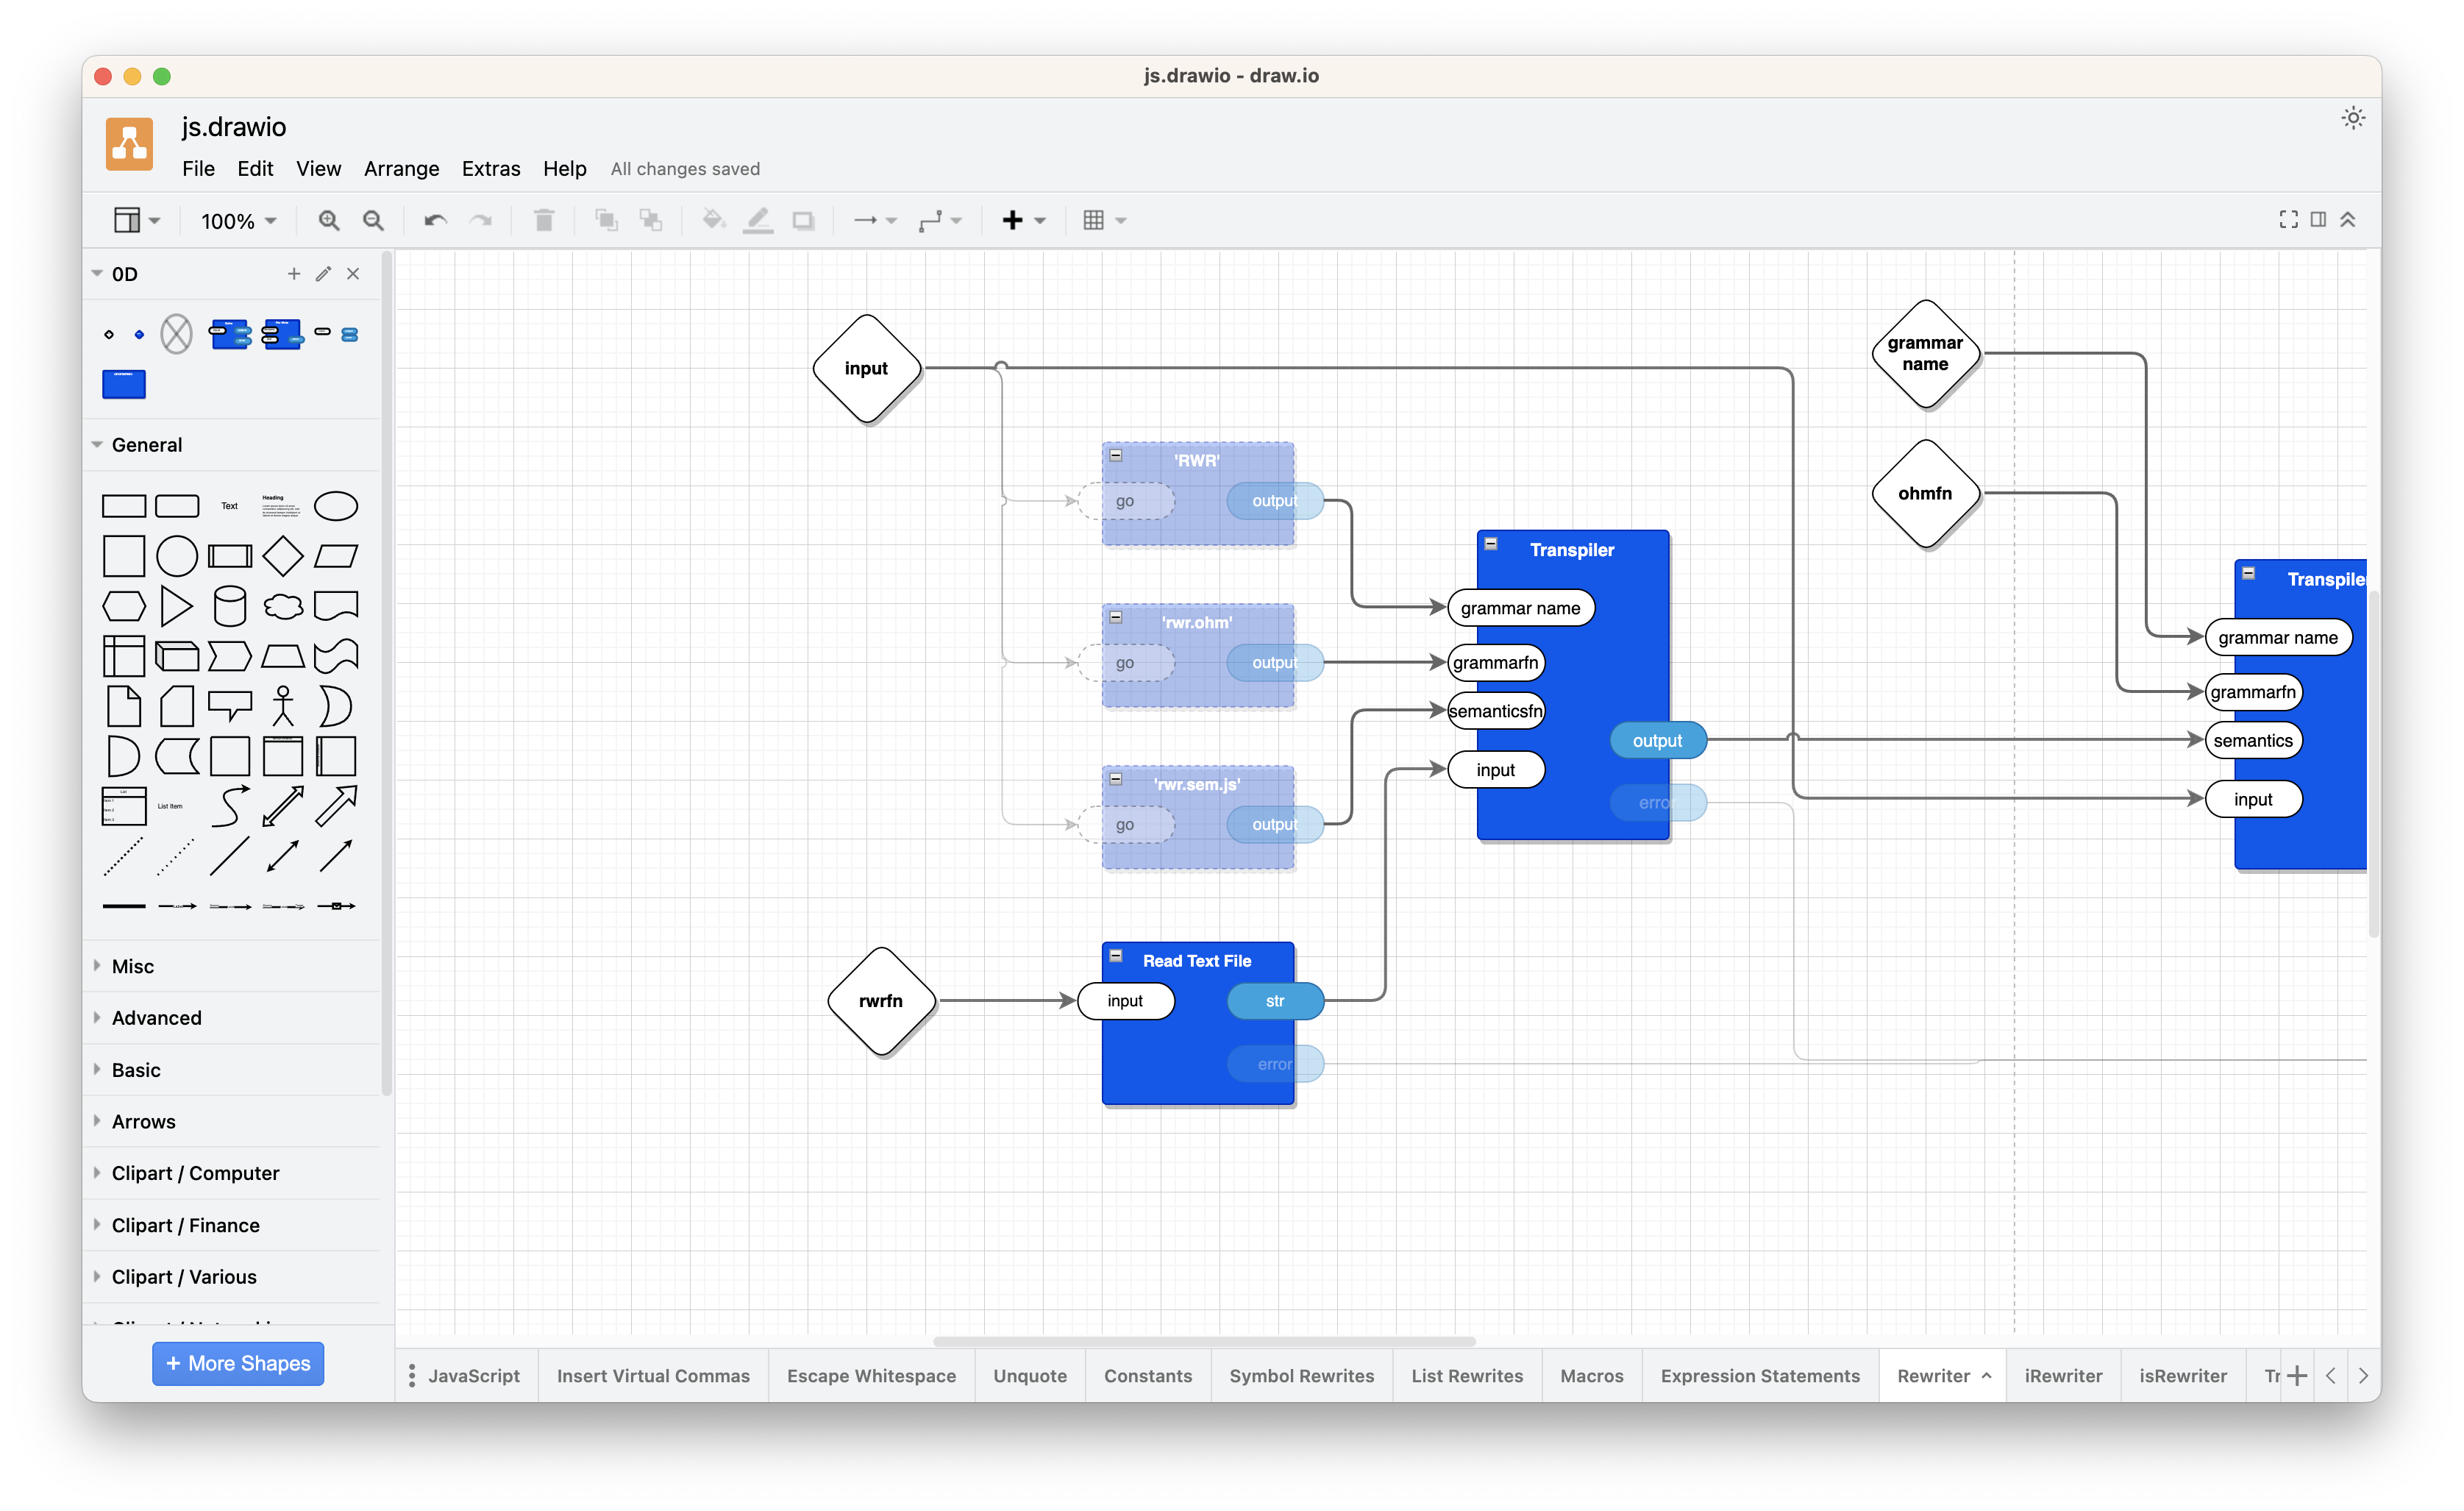 js.drawio - draw.io
js.drawio
File Edit View Arrange Extras Help All changes saved
100%
0D
General
Text
Heading
List
List Item
Misc
Advanced
Basic
Arrows
Clipart / Computer
Clipart / Finance
Clipart / Various
+ More Shapes
input
'RWR'
go
output
'rwr.ohm'
go
output
'rwr.sem.js'
go
output
rwrfn
Read Text File
input
str
error
Transpiler
grammar name
grammarfn
semanticsfn
input
output
error
grammar
name
ohmfn
Transpiler
grammar name
grammarfn
semantics
input
JavaScript
Insert Virtual Commas
Escape Whitespace
Unquote
Constants
Symbol Rewrites
List Rewrites
Macros
Expression Statements
Rewriter
iRewriter
isRewriter